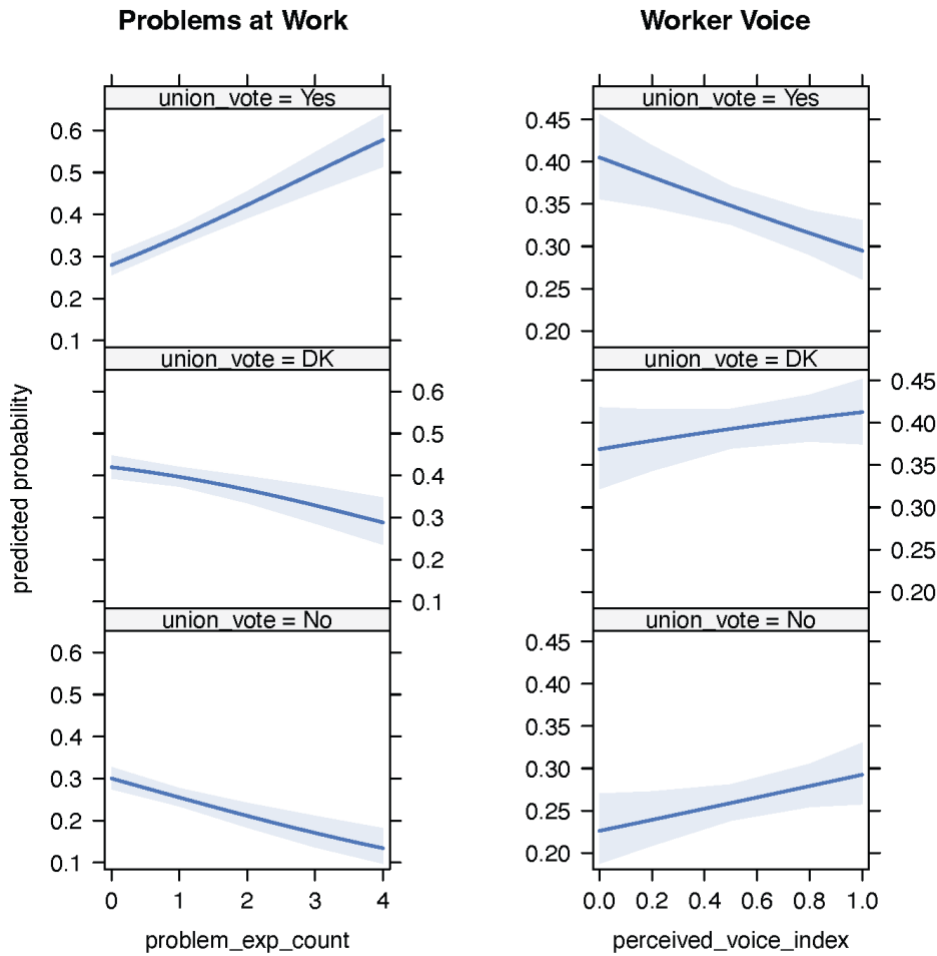 Problems at Work
union_vote = Yes
0.6
0.5
0.4
0.3
0.2
0.1
union_vote = DK
0.6
0.5
0.4
0.3
0.2
0.1
union_vote = No
0.6
0.5
0.4
0.3
0.2
0.1
0 1 2 3 4
problem_exp_count
predicted probability
Worker Voice
union_vote = Yes
0.45
0.40
0.35
0.30
0.25
0.20
union_vote = DK
0.45
0.40
0.35
0.30
0.25
0.20
union_vote = No
0.45
0.40
0.35
0.30
0.25
0.20
0.0 0.2 0.4 0.6 0.8 1.0
perceived_voice_index